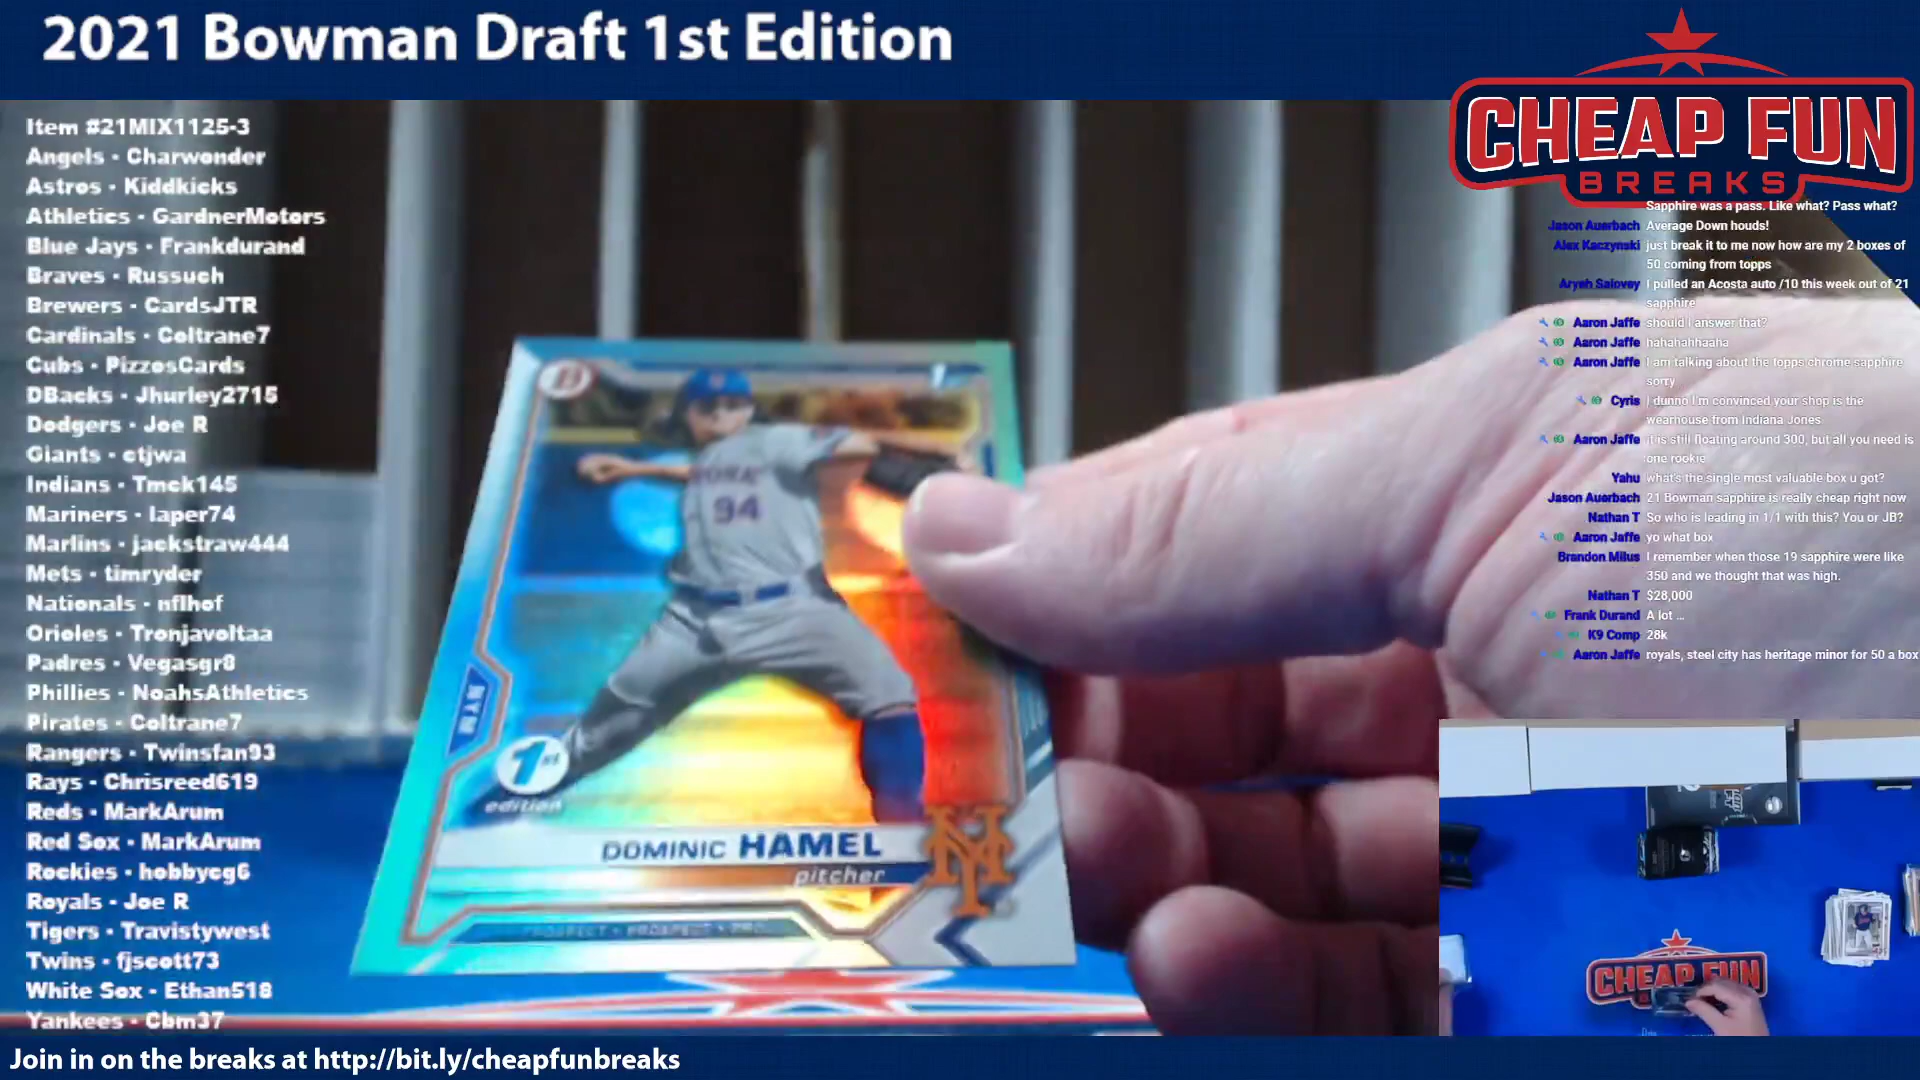 2021 Bowman Draft 1st Edition
CHEAP FUN
BREAKS
Item #21MIX1125-3
Angels - Charwonder
Astros - Kiddkicks
Athletics - GardnerMotors
Blue Jays - Frankdurand
Braves - Russuch
Brewers - CardsJTR
Cardinals - Coltrane7
Cubs - PizzosCards
DBacks - Jhurley2715
Dodgers - Joe R
Giants - ctjwa
Indians - Tmck145
Mariners - laper74
Marlins - jackstraw444
Mets - timryder
Nationals - nflhof
Orioles - Tronjavoltaa
Padres - Vegasgr8
Phillies - NoahsAthletics
Pirates - Coltrane7
Rangers - Twinsfan93
Rays - Chrisreed619
Reds - MarkArum
Red Sox - MarkArum
Rockies - hobbycg6
Royals - Joe R
Tigers - Travistywest
Twins - fjscott73
White Sox - Ethan518
Yankees - Cbm37
B
94
NYM
1st
edition
DOMINIC HAMEL
pitcher
PROSPECT • PROSPECT • PRO
NY
Sapphire was a pass. Like what? Pass what?
Jason Auerbach Average Down houds!
Alex Kaczynski just break it to me now how are my 2 boxes of
50 coming from topps
Aryeh Salovey I pulled an Acosta auto /10 this week out of 21
sapphire
Aaron Jaffe should i answer that?
Aaron Jaffe hahahahhaaha
Aaron Jaffe I am talking about the topps chrome sapphire
sorry
Cyris I dunno I'm convinced your shop is the
wearhouse from Indiana Jones
Aaron Jaffe it is still floating around 300, but all you need is
one rookie
Yahu what's the single most valuable box u got?
Jason Auerbach 21 Bowman sapphire is really cheap right now
Nathan T So who is leading in 1/1 with this? You or JB?
Aaron Jaffe yo what box
Brandon Milus I remember when those 19 sapphire were like
350 and we thought that was high.
Nathan T $28,000
Frank Durand A lot ...
K9 Comp 28k
Aaron Jaffe royals, steel city has heritage minor for 50 a box
CHEAP FUN
Join in on the breaks at http://bit.ly/cheapfunbreaks